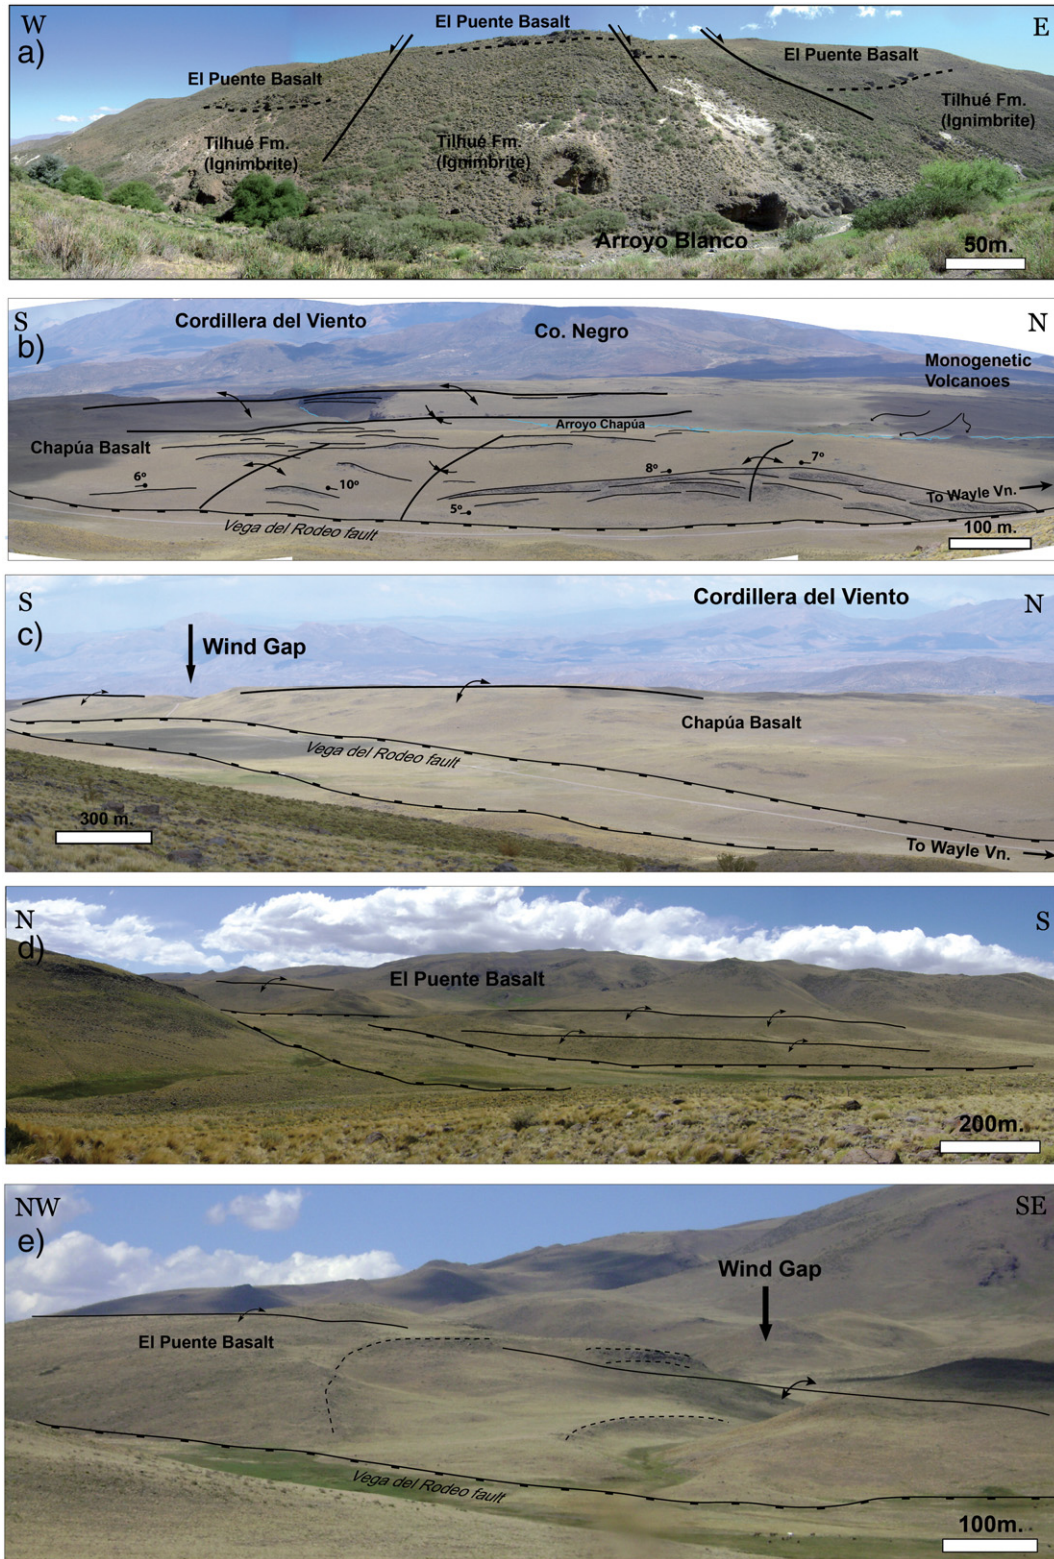 W
E
a)
El Puente Basalt
El Puente Basalt
El Puente Basalt
Tilhué Fm.
(Ignimbrite)
Tilhué Fm.
(Ignimbrite)
Tilhué Fm.
(Ignimbrite)
Arroyo Blanco
50m.
S
N
b)
Cordillera del Viento
Co. Negro
Monogenetic
Volcanoes
Arroyo Chapúa
Chapúa Basalt
6º
10º
8º
7º
5º
To Wayle Vn.
Vega del Rodeo fault
100 m.
S
N
c)
Cordillera del Viento
Wind Gap
Chapúa Basalt
Vega del Rodeo fault
300 m.
To Wayle Vn.
N
S
d)
El Puente Basalt
200m.
NW
SE
e)
Wind Gap
El Puente Basalt
Vega del Rodeo fault
100m.